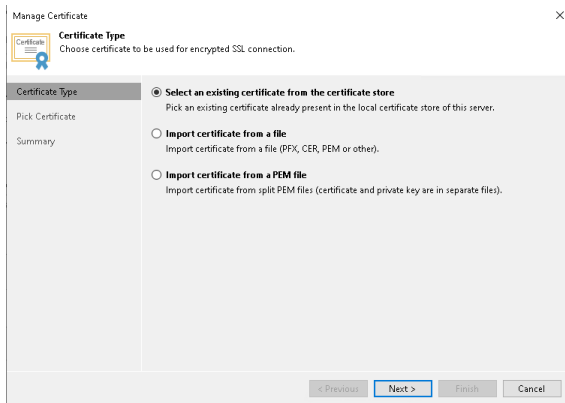 Manage Certificate
Certificate
Certificate Type
Choose certificate to be used for encrypted SSL connection.
Certificate Type
Pick Certificate
Summary
Select an existing certificate from the certificate store
Pick an existing certificate already present in the local certificate store of this server.
Import certificate from a file
Import certificate from a file (PFX, CER, PEM or other).
Import certificate from a PEM file
Import certificate from split PEM files (certificate and private key are in separate files).
< Previous
Next >
Finish
Cancel